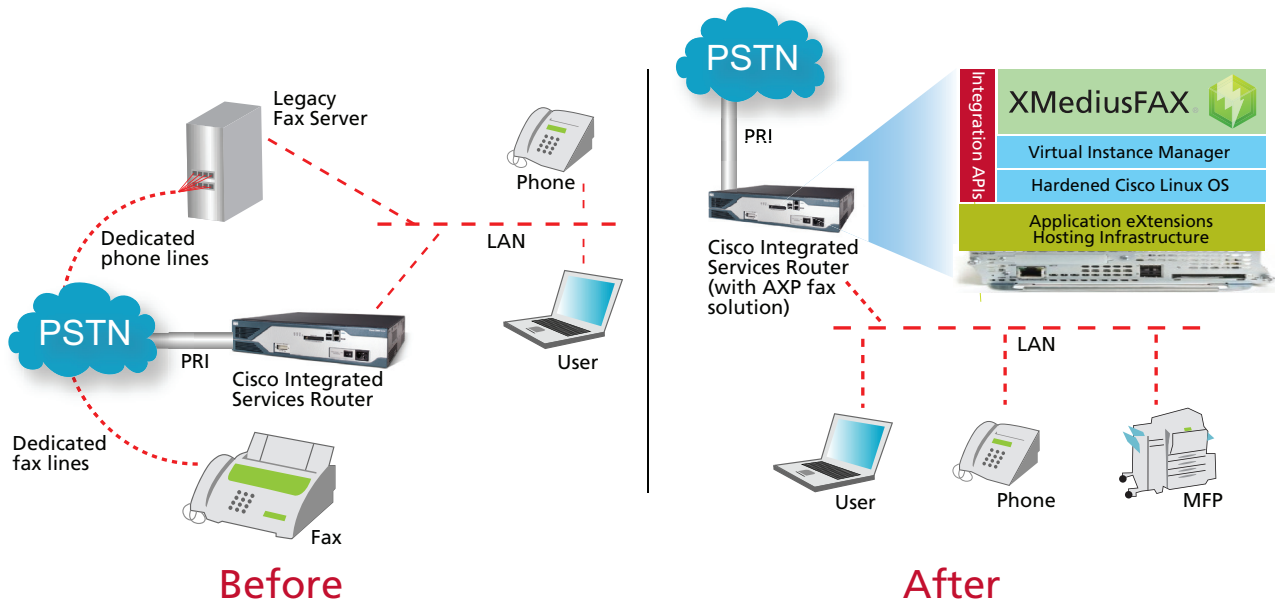 Legacy
Fax Server
Phone
Dedicated
phone lines
LAN
PSTN
PRI
User
Cisco Integrated
Services Router
Dedicated
fax lines
Fax
Before
PSTN
PRI
Integration APIs
XMediusFAX®
Virtual Instance Manager
Hardened Cisco Linux OS
Application eXtensions
Hosting Infrastructure
Cisco Integrated
Services Router
(with AXP fax
solution)
LAN
User
Phone
MFP
After